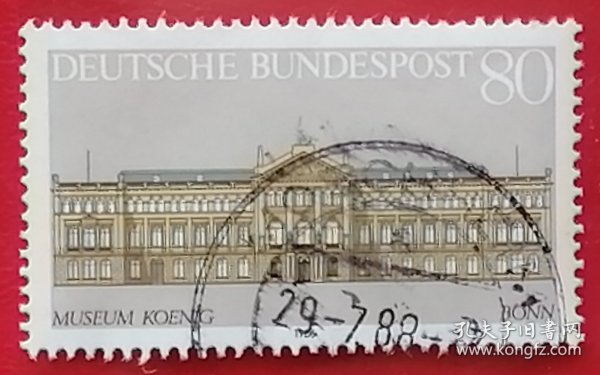 DEUTSCHE BUNDESPOST 80
MUSEUM KOENIG
BONN
29.-7.88-
孔夫子旧书网
www.kongfz.com